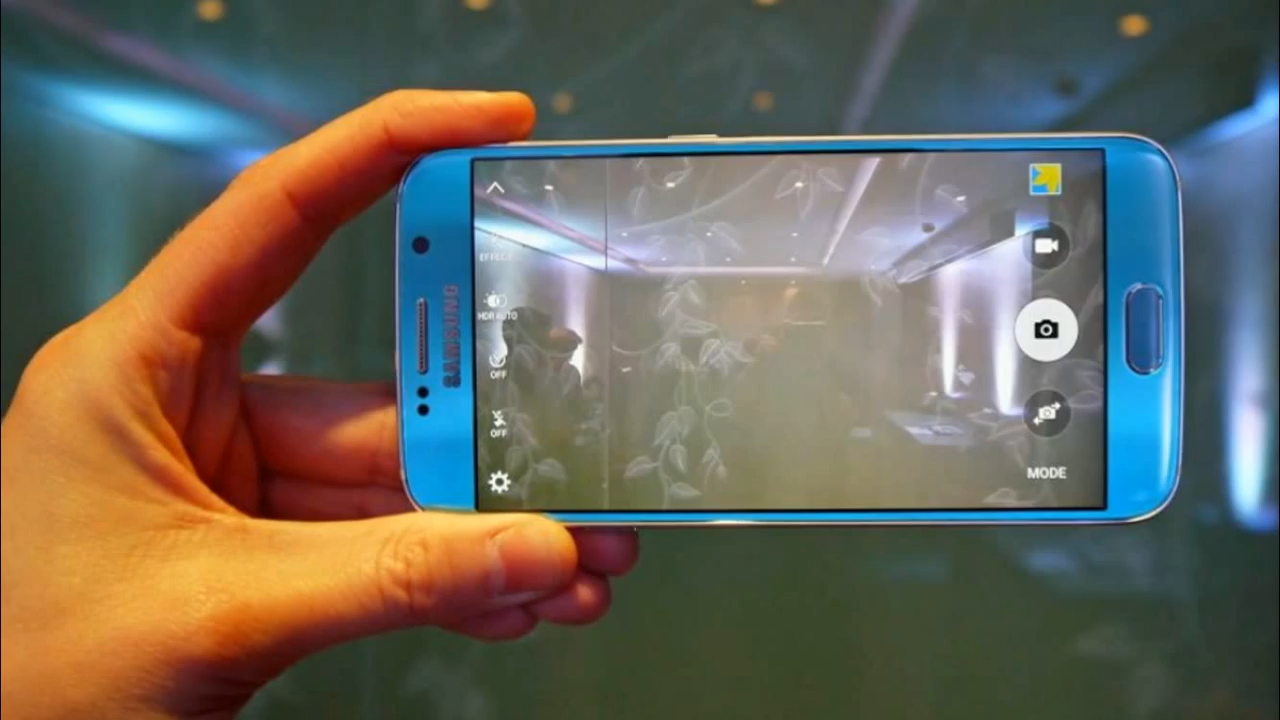 SAMSUNG
EFFECT
HDR AUTO
OFF
OFF
MODE